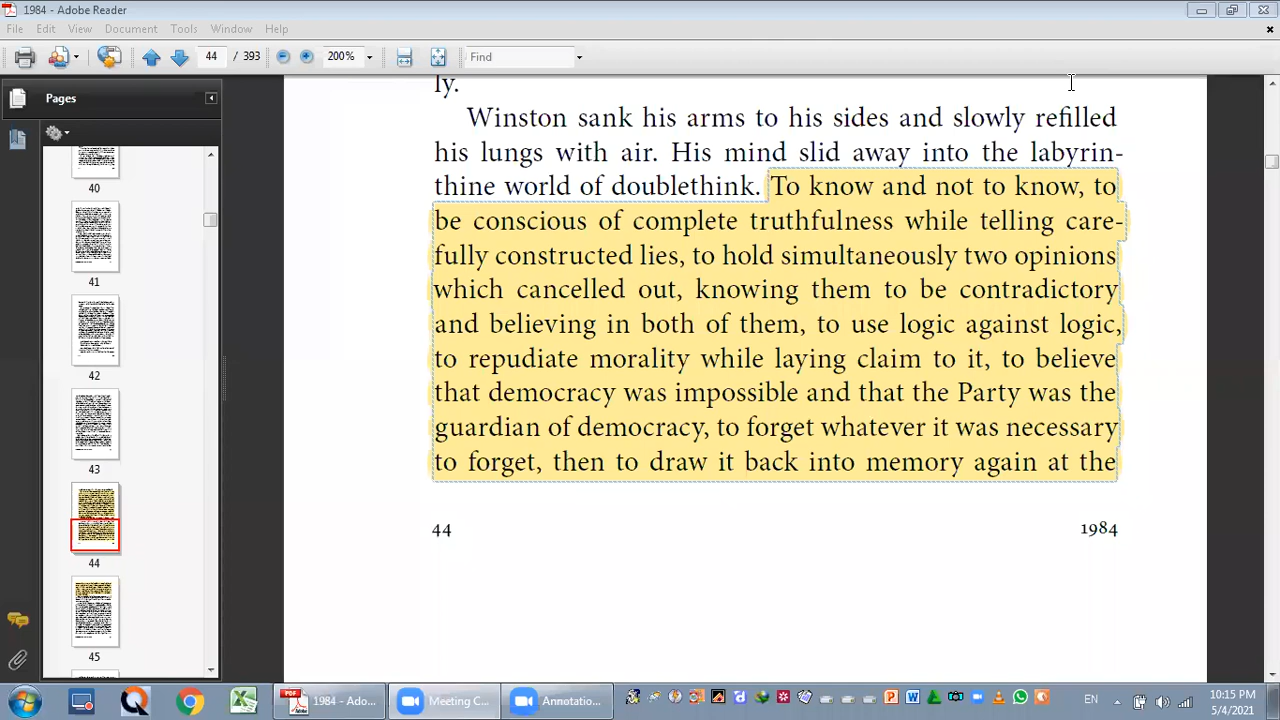 1984 - Adobe Reader
File Edit View Document Tools Window Help
44 / 393 200% Find
Pages
40
41
42
43
44
45
ly.
Winston sank his arms to his sides and slowly refilled
his lungs with air. His mind slid away into the labyrin-
thine world of doublethink. To know and not to know, to
be conscious of complete truthfulness while telling care-
fully constructed lies, to hold simultaneously two opinions
which cancelled out, knowing them to be contradictory
and believing in both of them, to use logic against logic,
to repudiate morality while laying claim to it, to believe
that democracy was impossible and that the Party was the
guardian of democracy, to forget whatever it was necessary
to forget, then to draw it back into memory again at the
44 1984
1984 - Ado... Meeting C... Annotatio... EN 10:15 PM
5/4/2021